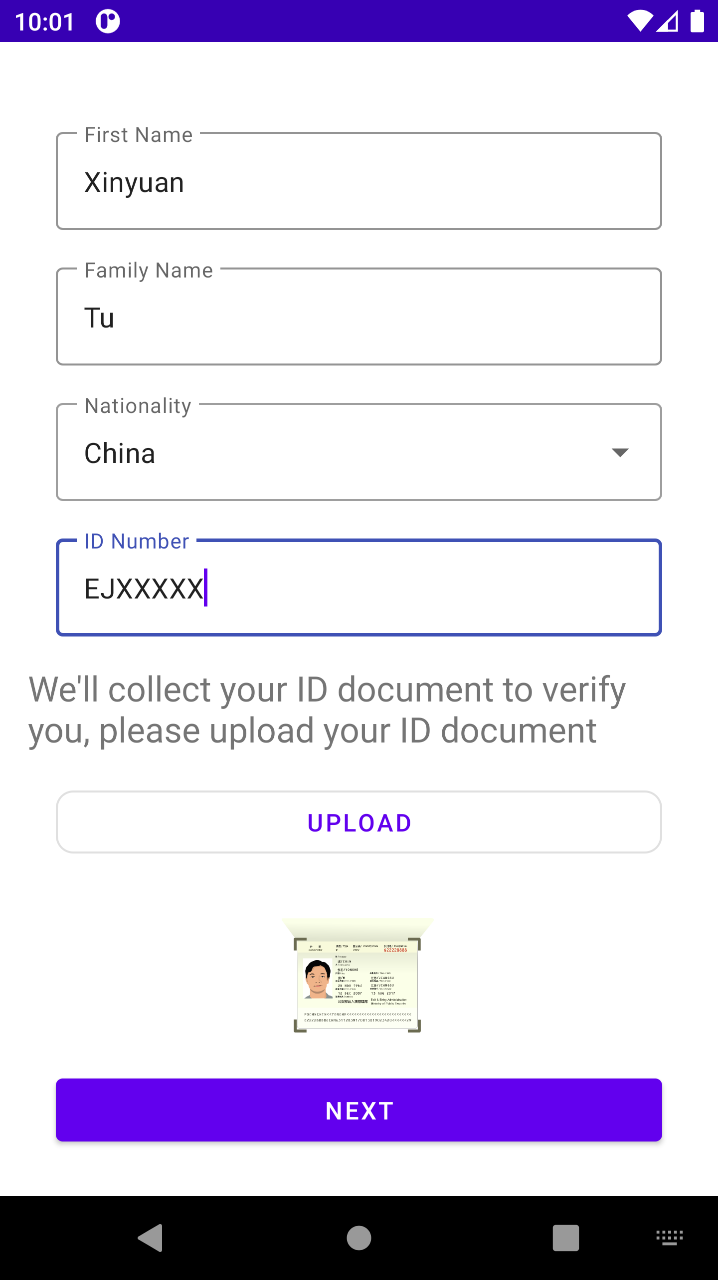 10:01
First Name
Xinyuan
Family Name
Tu
Nationality
China
ID Number
EJXXXXX
We'll collect your ID document to verify
you, please upload your ID document
UPLOAD
NEXT